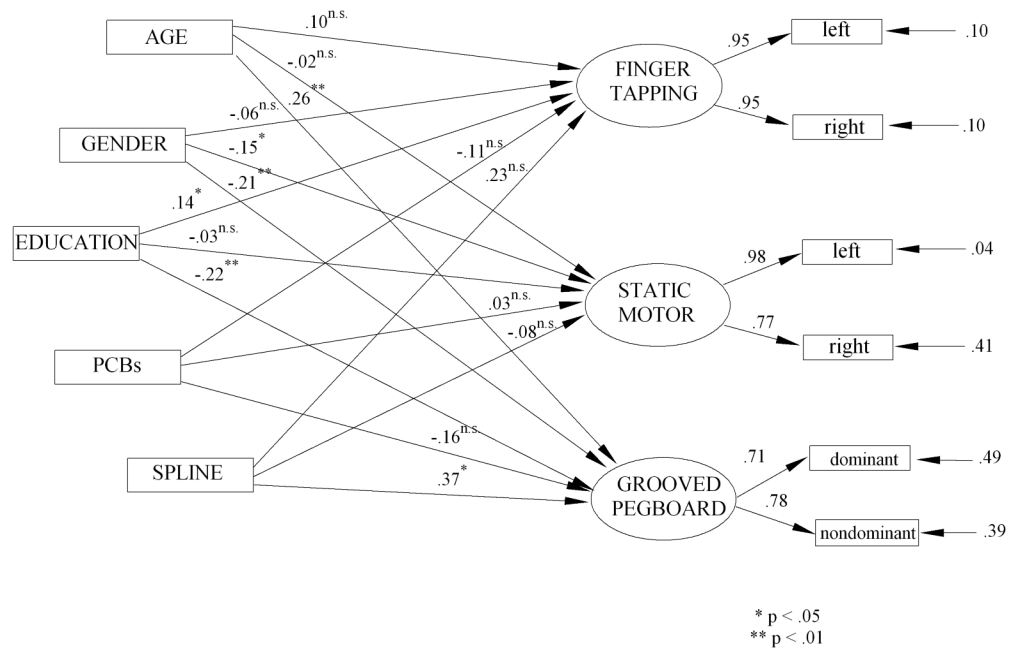 AGE
GENDER
EDUCATION
PCBs
SPLINE
.10n.s.
-.02n.s.
.26**
-.06n.s.
-.15*
-.21**
.14*
-.03n.s.
-.22**
-.11n.s.
.03n.s.
-.16n.s.
.23n.s.
-.08n.s.
.37*
FINGER
TAPPING
.95
left
.10
.95
right
.10
STATIC
MOTOR
.98
left
.04
.77
right
.41
GROOVED
PEGBOARD
.71
dominant
.49
.78
nondominant
.39
* p < .05
** p < .01